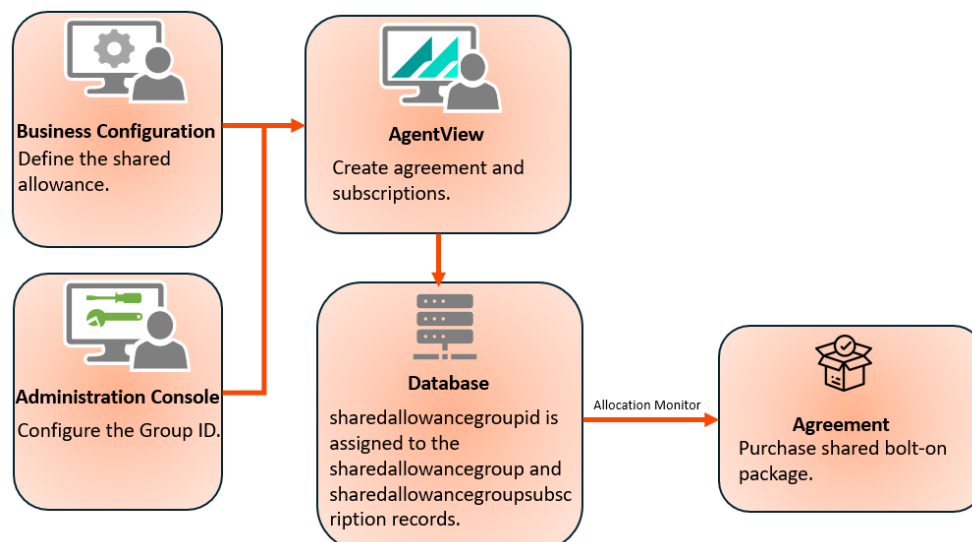 Business Configuration
Define the shared
allowance.
AgentView
Create agreement and
subscriptions.
Administration Console
Configure the Group ID.
Database
sharedallowancegroupid is
assigned to the
sharedallowancegroup and
sharedallowancegroupsubsc
ription records.
Allocation Monitor
Agreement
Purchase shared bolt-on
package.